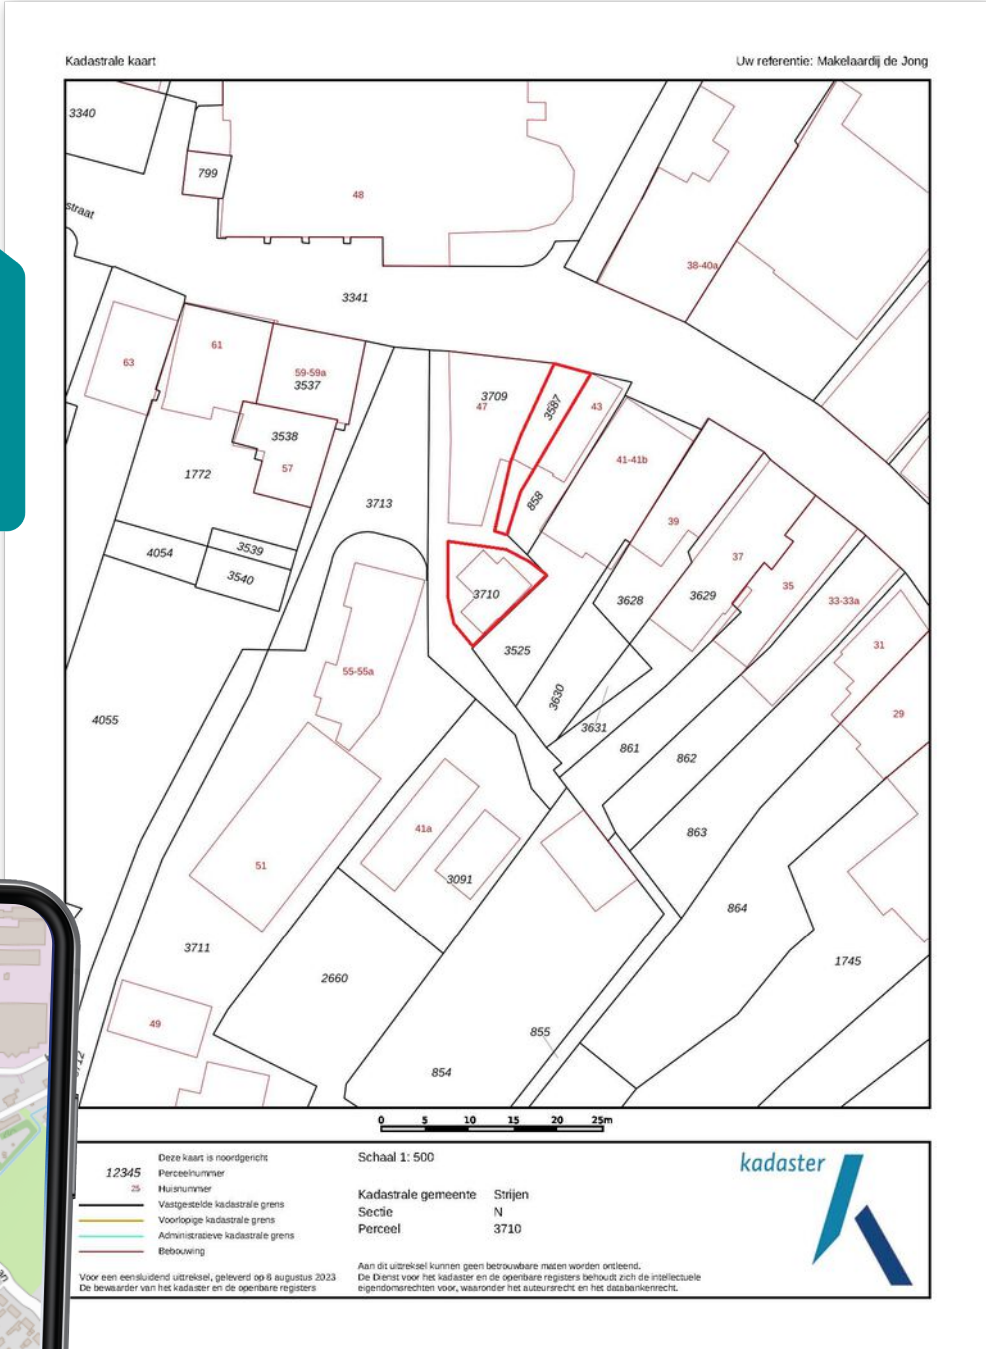 Kadastrale kaart
Uw referentie: Makelaardij de Jong
3340
799
48
straat
38-40a
3341
63
61
59-59a
3537
3709
47
3587
43
3538
57
1772
41-41b
858
3713
39
4054
3539
3540
37
35
33-33a
3710
3628
3629
31
3525
55-55a
3630
29
4055
3631
861
862
41a
863
51
3091
864
3711
1745
2660
49
855
854
0 5 10 15 20 25m
Deze kaart is noordgericht
12345 Perceelnummer
25 Huisnummer
Vastgestelde kadastrale grens
Voorlopige kadastrale grens
Administratieve kadastrale grens
Bebouwing
Voor een eensluidend uittreksel, geleverd op 8 augustus 2023
De bewaarder van het kadaster en de openbare registers
Schaal 1: 500
Kadastrale gemeente Strijen
Sectie N
Perceel 3710
Aan dit uittreksel kunnen geen betrouwbare maten worden ontleend.
De Dienst voor het kadaster en de openbare registers behoudt zich de intellectuele
eigendomsrechten voor, waaronder het auteursrecht en het databankenrecht.
kadaster